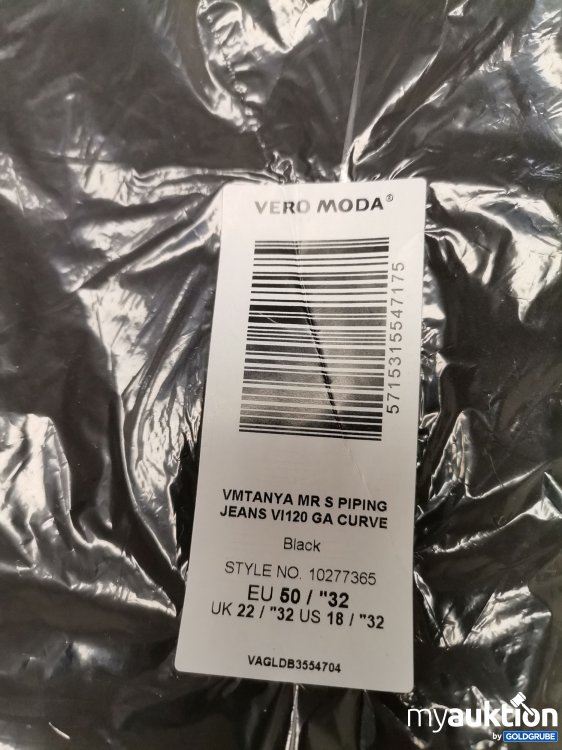 VERO MODA®
5715315547175
VMTANYA MR S PIPING
JEANS VI120 GA CURVE
Black
STYLE NO. 10277365
EU 50 / "32
UK 22 / "32 US 18 / "32
VAGLDB3554704
myauktion
by GOLDGRUBE